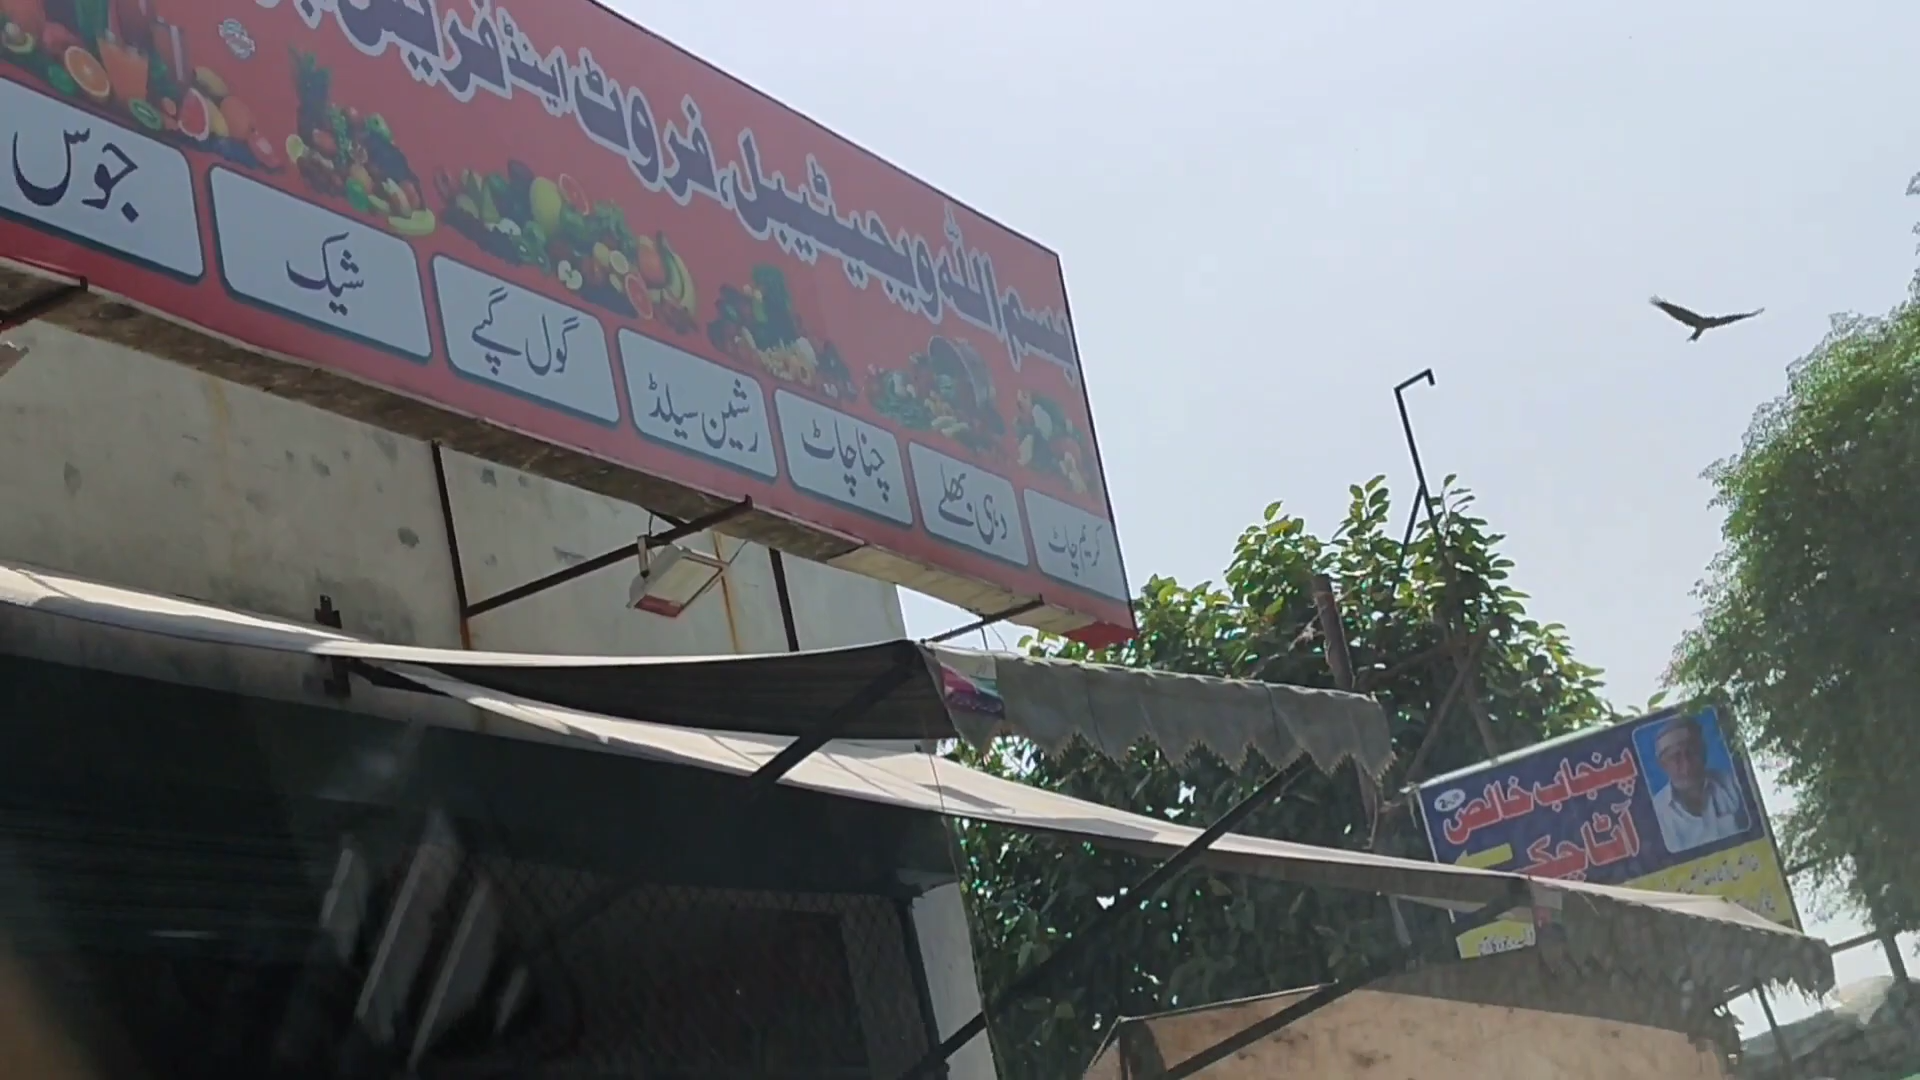 بسم اللہ ویجیٹیبل، فروٹ اینڈ فریش
کریم چاٹ
دہی بھلے
چنا چاٹ
رشین سیلڈ
گول گپے
شیک
جوس
پنجاب خالص
آٹا چکی